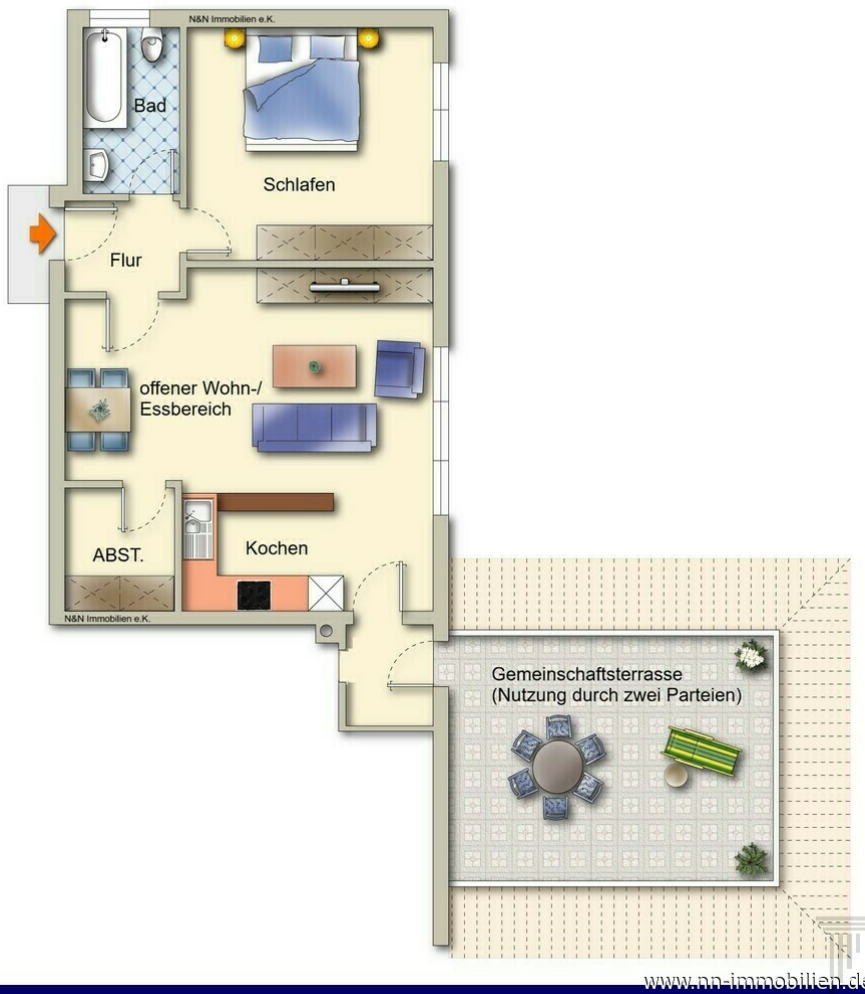 N&N Immobilien e.K.
Bad
Schlafen
Flur
offener Wohn-/
Essbereich
Kochen
ABST.
N&N Immobilien e.K.
Gemeinschaftsterrasse
(Nutzung durch zwei Parteien)
www.nn-immobilien.de